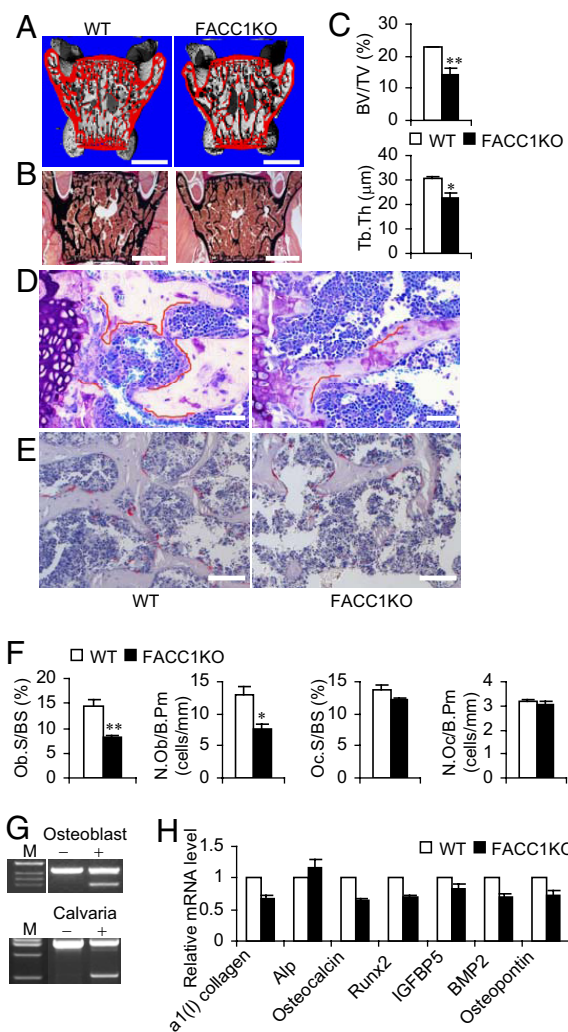 A
WT
FACC1KO
B
C
BV/TV (%)
30
20
10
0
**
WT FACC1KO
Tb.Th (μm)
40
30
20
10
0
*
D
E
WT
FACC1KO
F
WT FACC1KO
Ob.S/BS (%)
20
15
10
5
0
**
N.Ob/B.Pm
(cells/mm)
15
10
5
0
*
Oc.S/BS (%)
15
10
5
0
N.Oc/B.Pm
(cells/mm)
4
3
2
1
0
G
Osteoblast
M − +
Calvaria
M − +
H
WT FACC1KO
Relative mRNA level
1.5
1
0.5
0
a1(I) collagen
Alp
Osteocalcin
Runx2
IGFBP5
BMP2
Osteopontin